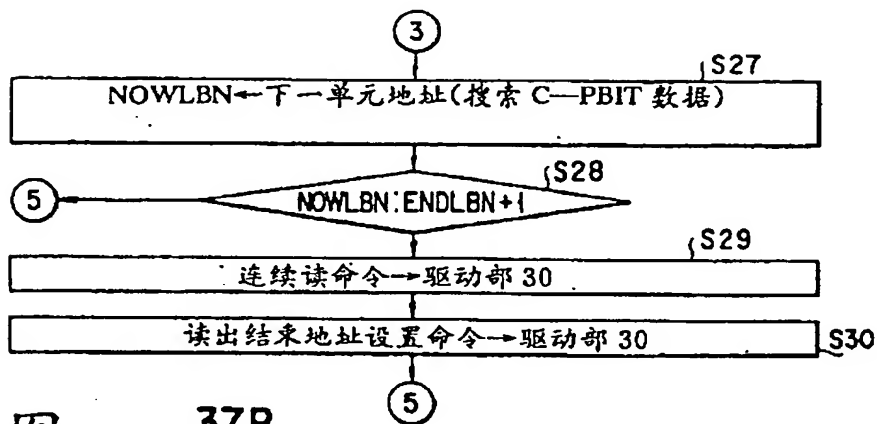 3
S27
NOWLBN←下一单元地址(搜索 C—PBIT 数据)
S28
5
NOWLBN:ENDLBN+1
S29
连续读命令→驱动部 30
读出结束地址设置命令→驱动部 30
S30
5
图 37B